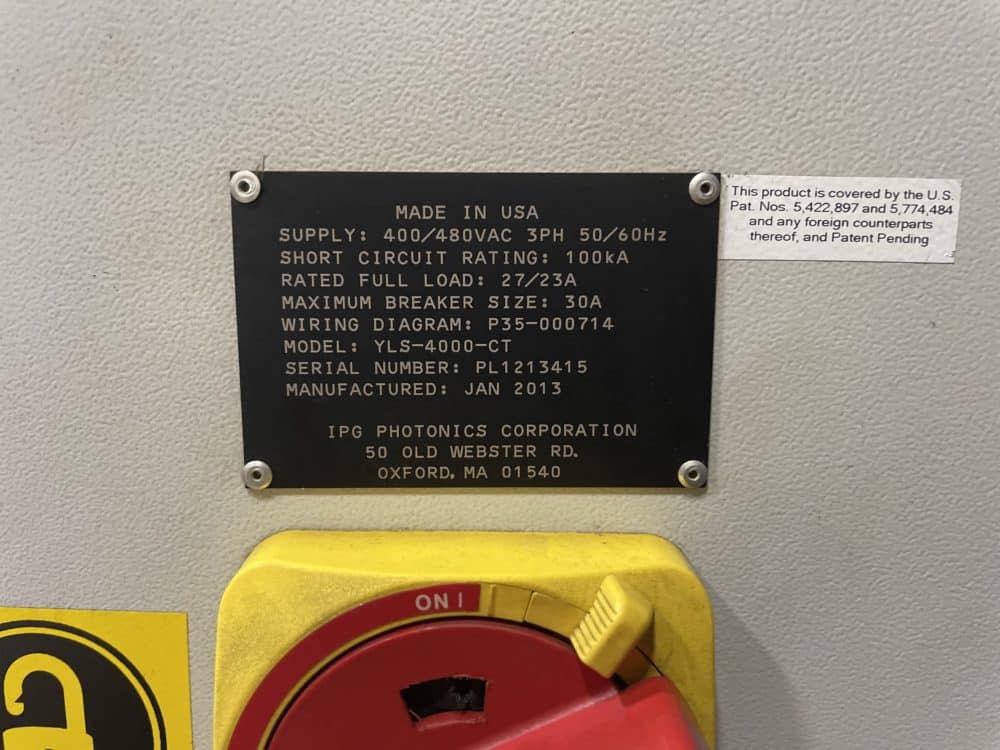 MADE IN USA
SUPPLY: 400/480VAC 3PH 50/60Hz
SHORT CIRCUIT RATING: 100kA
RATED FULL LOAD: 27/23A
MAXIMUM BREAKER SIZE: 30A
WIRING DIAGRAM: P35-000714
MODEL: YLS-4000-CT
SERIAL NUMBER: PL1213415
MANUFACTURED: JAN 2013
IPG PHOTONICS CORPORATION
50 OLD WEBSTER RD.
OXFORD, MA 01540
This product is covered by the U.S.
Pat. Nos. 5,422,897 and 5,774,484
and any foreign counterparts
thereof, and Patent Pending
ON I